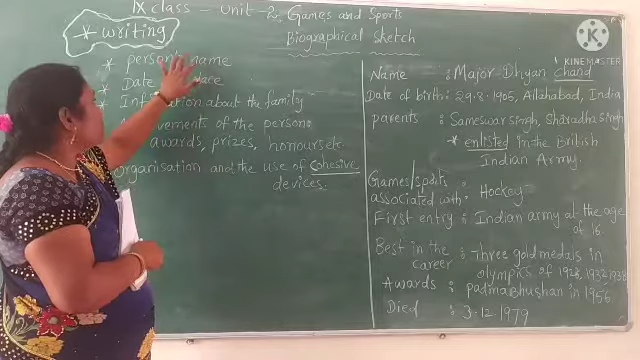 IX class - Unit-2, Games and Sports
Biographical Sketch
* Writing
* person's name
* Date
* Information about the family
of the person:
awards, prizes, honours etc.
organisation and the use of cohesive
devices.
Name : Major Dhyan chand
Date of birth : 29.8.1905, Allahabad, India
parents : Sameswar singh, Sharadha singh
* enlisted in the British
Indian Army.
Games/sports
associated with : Hockey
First entry : Indian army at the age
of 16
Best in the : Three gold medals in
career olympics of 1928, 1932, 1938
Awards : padma Bhushan in 1956
Died : 3-12-1979
KINEMASTER